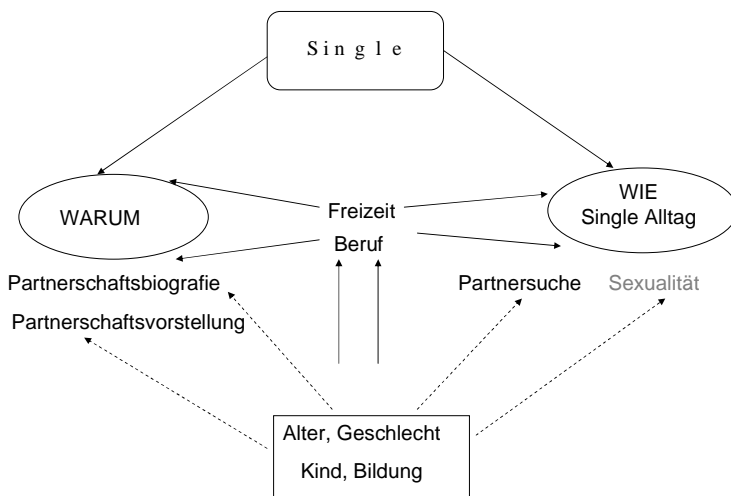 Single
WARUM
WIE
Single Alltag
Freizeit
Beruf
Partnerschaftsbiografie
Partnersuche
Sexualität
Partnerschaftsvorstellung
Alter, Geschlecht
Kind, Bildung